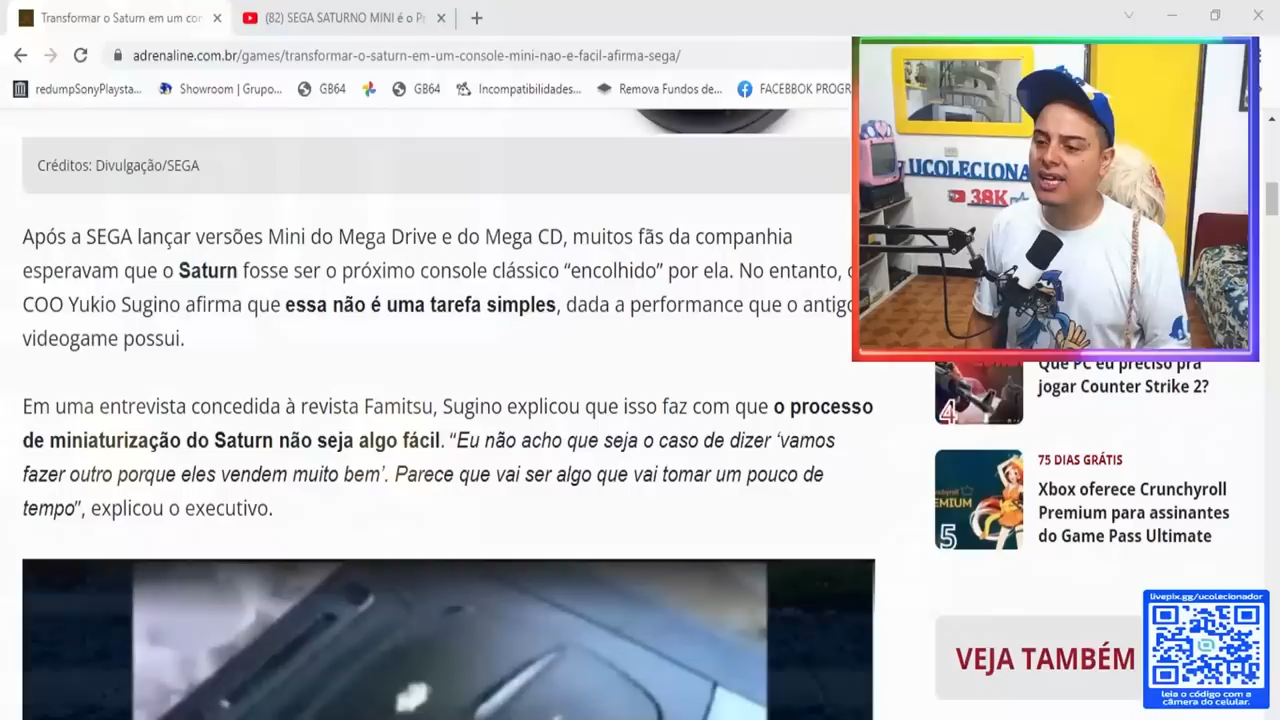 Transformar o Saturn em um cor
(82) SEGA SATURNO MINI é o Pr
adrenaline.com.br/games/transformar-o-saturn-em-um-console-mini-nao-e-facil-afirma-sega/
redumpSonyPlaysta...
Showroom | Grupo...
GB64
GB64
Incompatibilidades...
Remova Fundos de...
FACEBBOK PROGR
UCOLECIONA
38K
Créditos: Divulgação/SEGA
Após a SEGA lançar versões Mini do Mega Drive e do Mega CD, muitos fãs da companhia
esperavam que o Saturn fosse ser o próximo console clássico “encolhido” por ela. No entanto,
COO Yukio Sugino afirma que essa não é uma tarefa simples, dada a performance que o antigo
videogame possui.
Em uma entrevista concedida à revista Famitsu, Sugino explicou que isso faz com que o processo
de miniaturização do Saturn não seja algo fácil. “Eu não acho que seja o caso de dizer ‘vamos
fazer outro porque eles vendem muito bem’. Parece que vai ser algo que vai tomar um pouco de
tempo”, explicou o executivo.
4
Que PC eu preciso pra
jogar Counter Strike 2?
5
75 DIAS GRÁTIS
Xbox oferece Crunchyroll
Premium para assinantes
do Game Pass Ultimate
VEJA TAMBÉM
livepix.gg/ucolecionador
leia o código com a
câmera do celular.